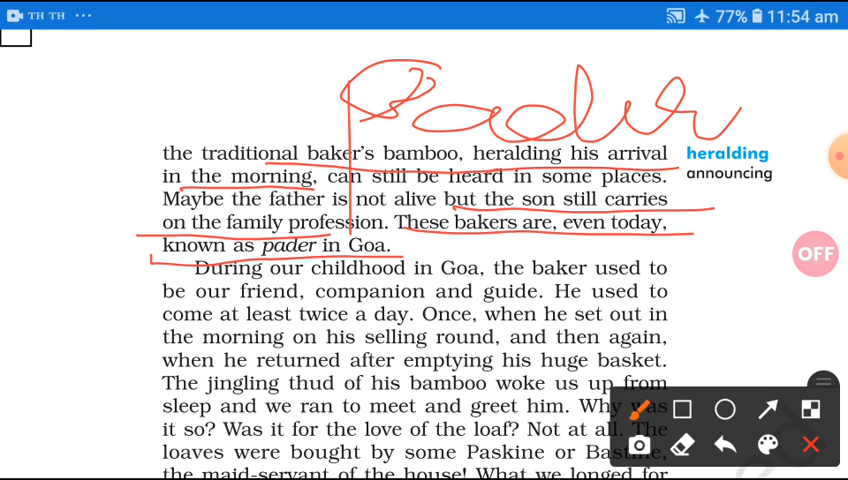 TH TH ... 77% 11:54 am
Pader
the traditional baker's bamboo, heralding his arrival
heralding
in the morning, can still be heard in some places.
announcing
Maybe the father is not alive but the son still carries
on the family profession. These bakers are, even today,
known as pader in Goa.
OFF
During our childhood in Goa, the baker used to
be our friend, companion and guide. He used to
come at least twice a day. Once, when he set out in
the morning on his selling round, and then again,
when he returned after emptying his huge basket.
The jingling thud of his bamboo woke us up from
sleep and we ran to meet and greet him. Why was
it so? Was it for the love of the loaf? Not at all. The
loaves were bought by some Paskine or Bastine,
the maid-servant of the house! What we longed for